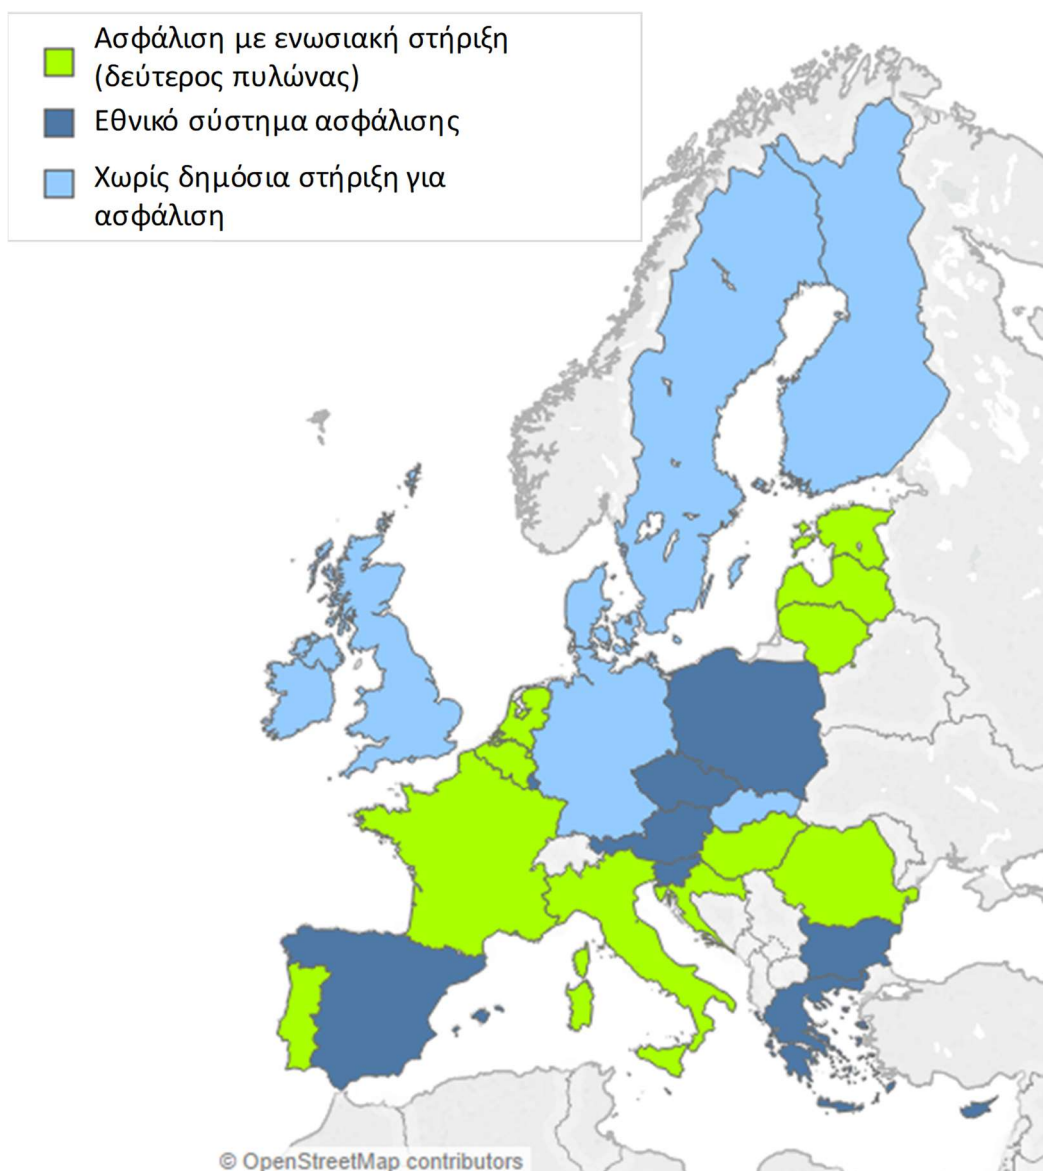 Ασφάλιση με ενωσιακή στήριξη
(δεύτερος πυλώνας)
Εθνικό σύστημα ασφάλισης
Χωρίς δημόσια στήριξη για
ασφάλιση
© OpenStreetMap contributors